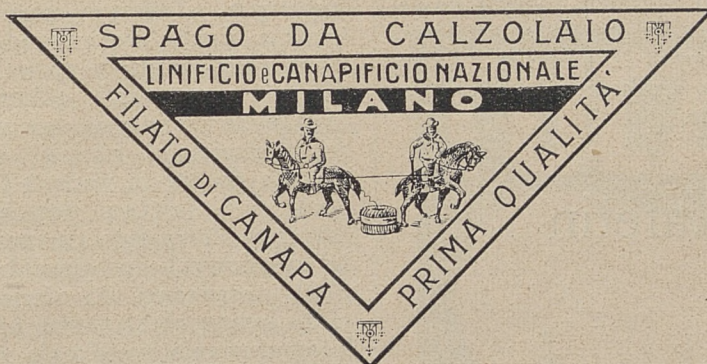 SPAGO DA CALZOLAIO
LINIFICIO e CANAPIFICIO NAZIONALE
MILANO
FILATO DI CANAPA
PRIMA QUALITÀ